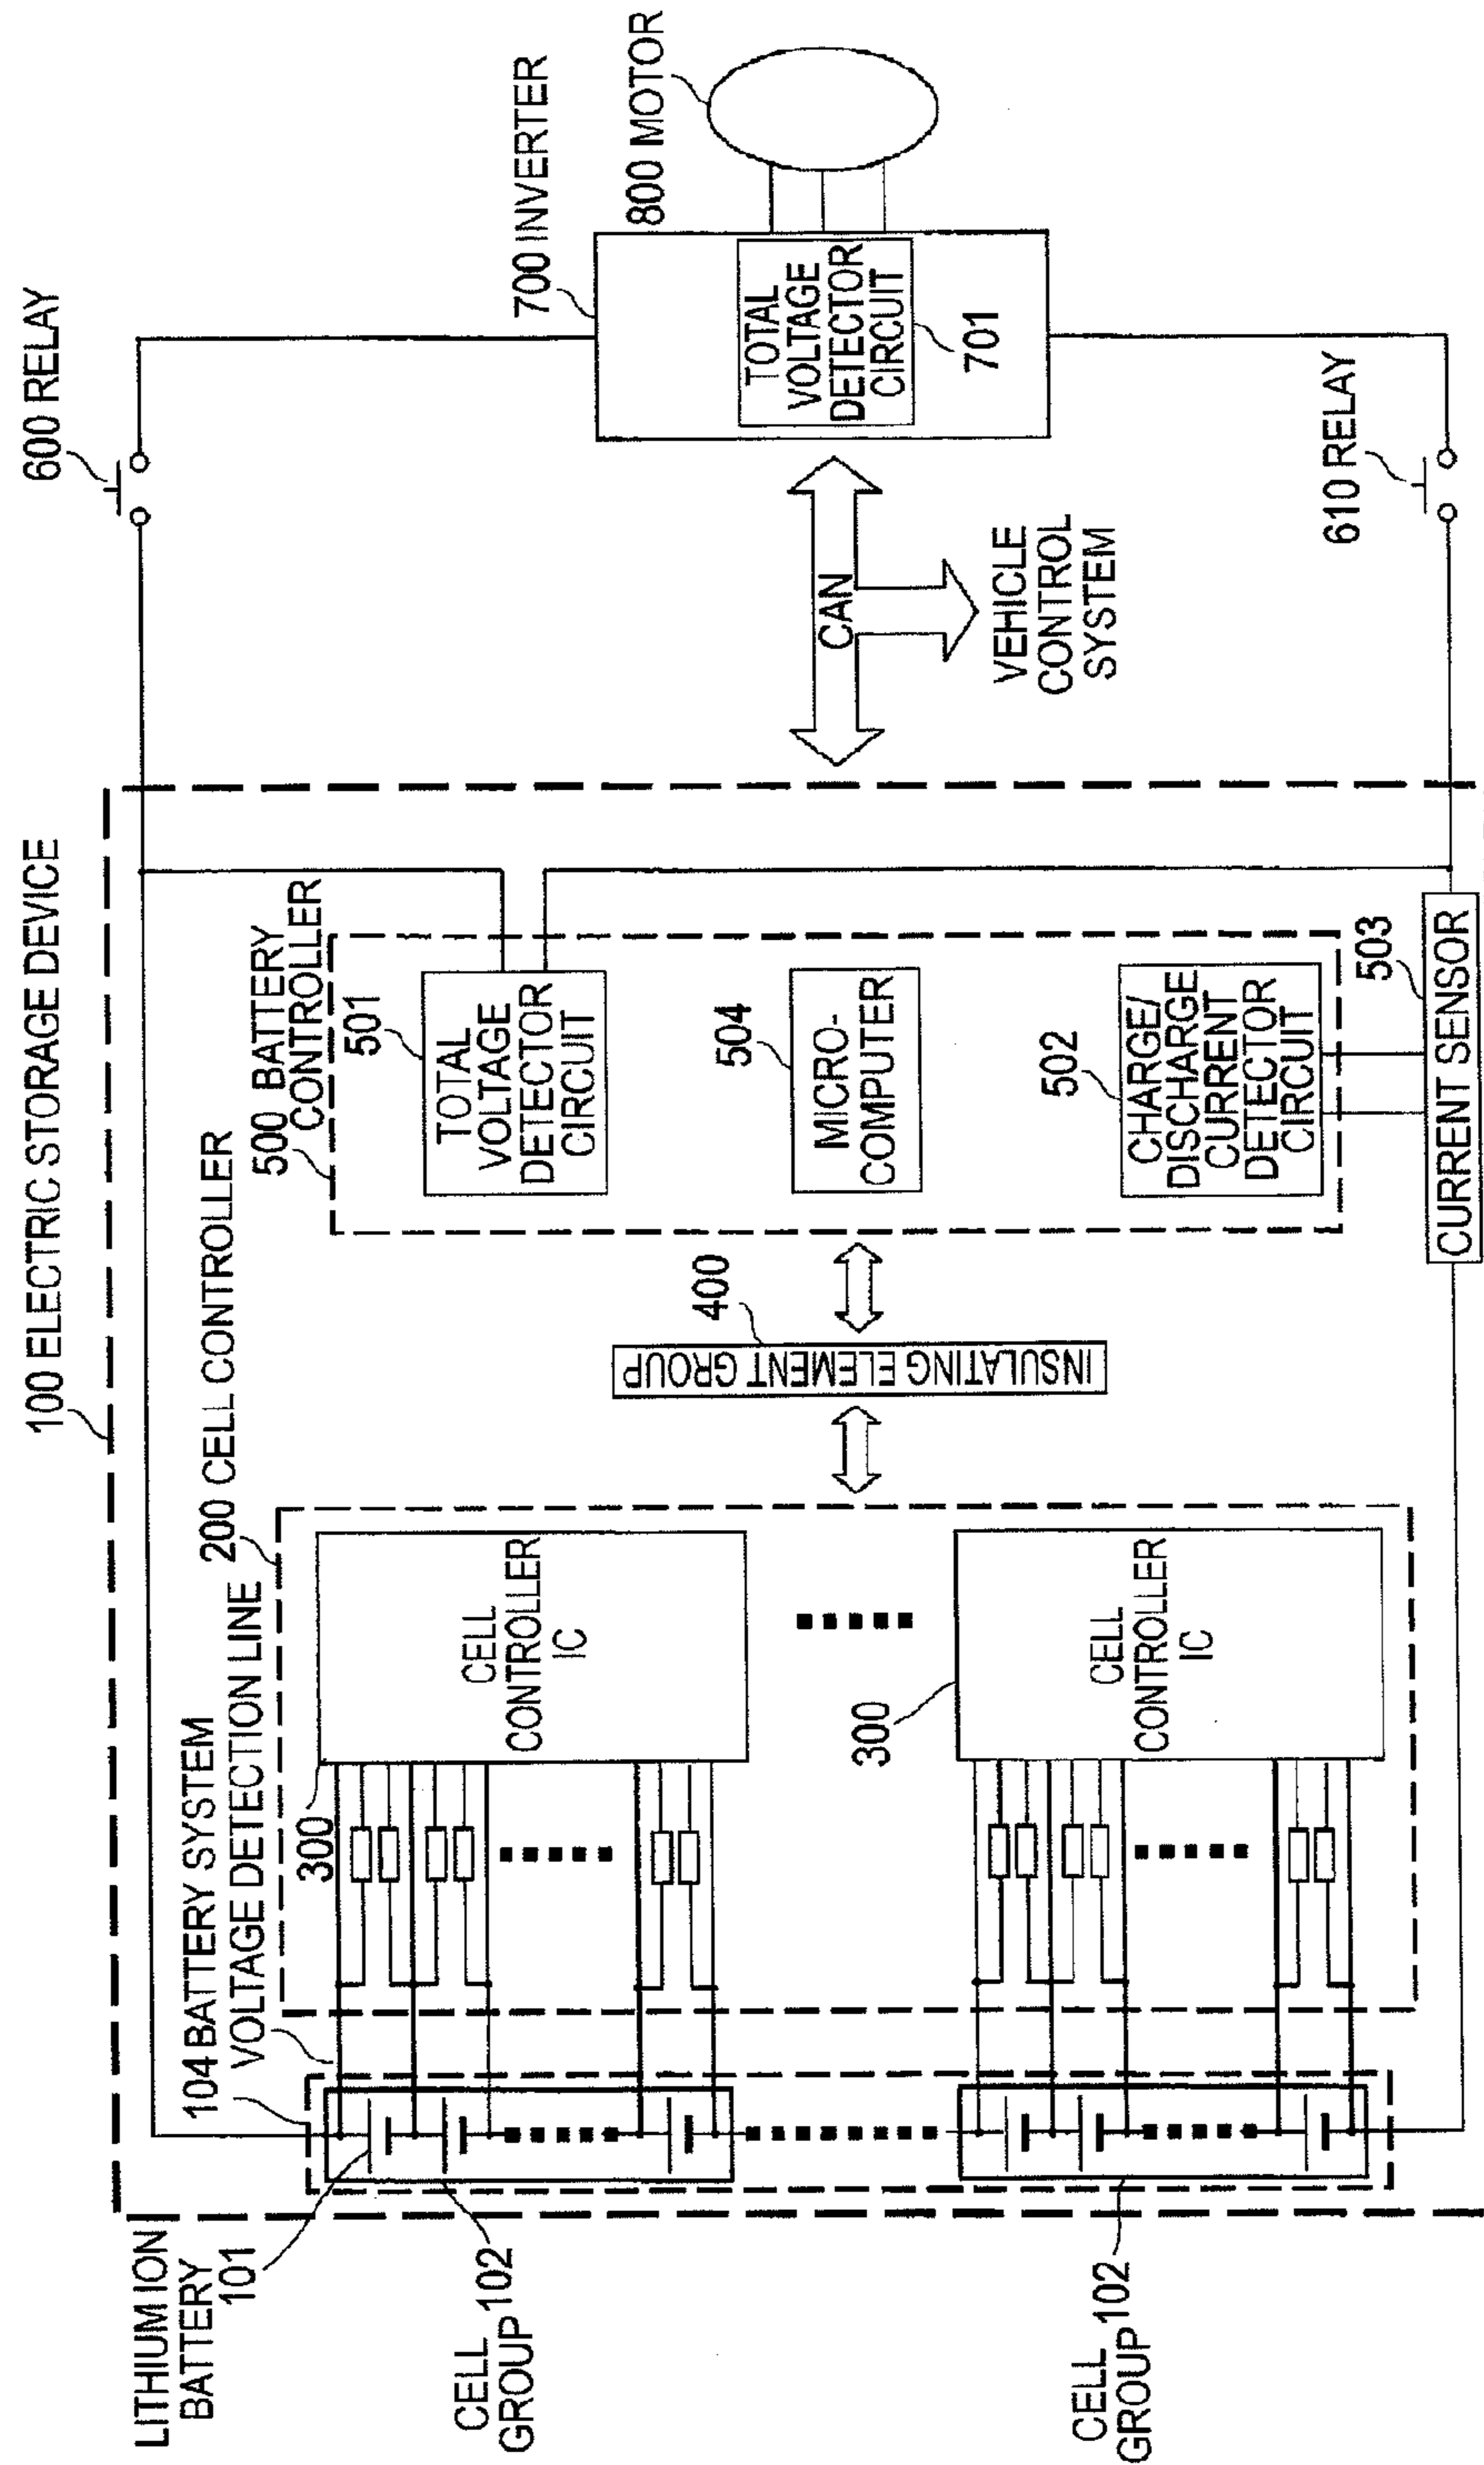 100 ELECTRIC STORAGE DEVICE
600 RELAY
LITHIUM ION
BATTERY
101
104 BATTERY SYSTEM
VOLTAGE DETECTION LINE
200 CELL CONTROLLER
500 BATTERY
CONTROLLER
501
TOTAL
VOLTAGE
DETECTOR
CIRCUIT
700 INVERTER
800 MOTOR
300
CELL
CONTROLLER
IC
CELL
GROUP 102
400
INSULATING ELEMENT GROUP
504
MICRO-
COMPUTER
CAN
VEHICLE
CONTROL
SYSTEM
TOTAL
VOLTAGE
DETECTOR
CIRCUIT
701
300
CELL
CONTROLLER
IC
CELL
GROUP 102
502
CHARGE/
DISCHARGE
CURRENT
DETECTOR
CIRCUIT
503
CURRENT SENSOR
610 RELAY